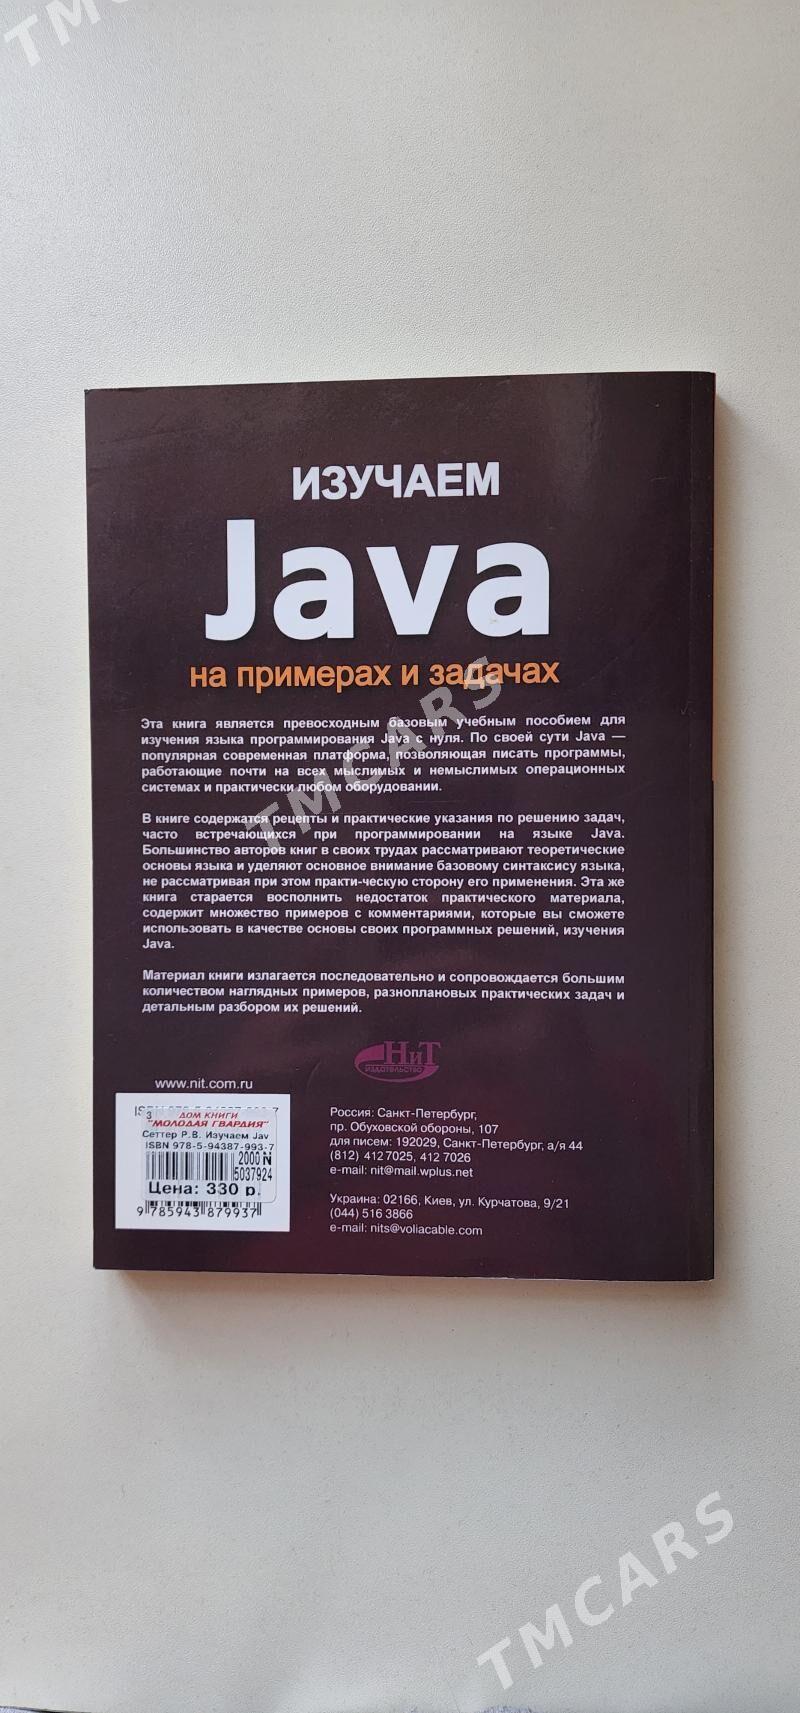 TMCARS
ИЗУЧАЕМ
Java
на примерах и задачах
Эта книга является превосходным базовым учебным пособием для
изучения языка программирования Java с нуля. По своей сути Java —
популярная современная платформа, позволяющая писать программы,
работающие почти на всех мыслимых и немыслимых операционных
системах и практически любом оборудовании.
TMCARS
В книге содержатся рецепты и практические указания по решению задач,
часто встречающихся при программировании на языке Java.
Большинство авторов книг в своих трудах рассматривают теоретические
основы языка и уделяют основное внимание базовому синтаксису языка,
не рассматривая при этом практи-ческую сторону его применения. Эта же
книга старается восполнить недостаток практического материала,
содержит множество примеров с комментариями, которые вы сможете
использовать в качестве основы своих программных решений, изучения
Java.
Материал книги излагается последовательно и сопровождается большим
количеством наглядных примеров, разноплановых практических задач и
детальным разбором их решений.
НиТ
ИЗДАТЕЛЬСТВО
www.nit.com.ru
3 ДОМ КНИГИ
"МОЛОДАЯ ГВАРДИЯ"
Сеттер Р.В. Изучаем Jav
ISBN 978-5-94387-993-7
2000 N
5037924
Цена: 330 р.
9 785943 879937
Россия: Санкт-Петербург,
пр. Обуховской обороны, 107
для писем: 192029, Санкт-Петербург, а/я 44
(812) 412 7025, 412 7026
e-mail: nit@mail.wplus.net
Украина: 02166, Киев, ул. Курчатова, 9/21
(044) 516 3866
e-mail: nits@voliacable.com
TMCARS